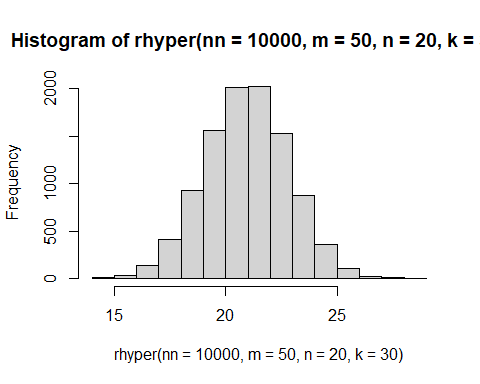 Histogram of rhyper(nn = 10000, m = 50, n = 20, k =
2000
1000
500
0
Frequency
15 20 25
rhyper(nn = 10000, m = 50, n = 20, k = 30)